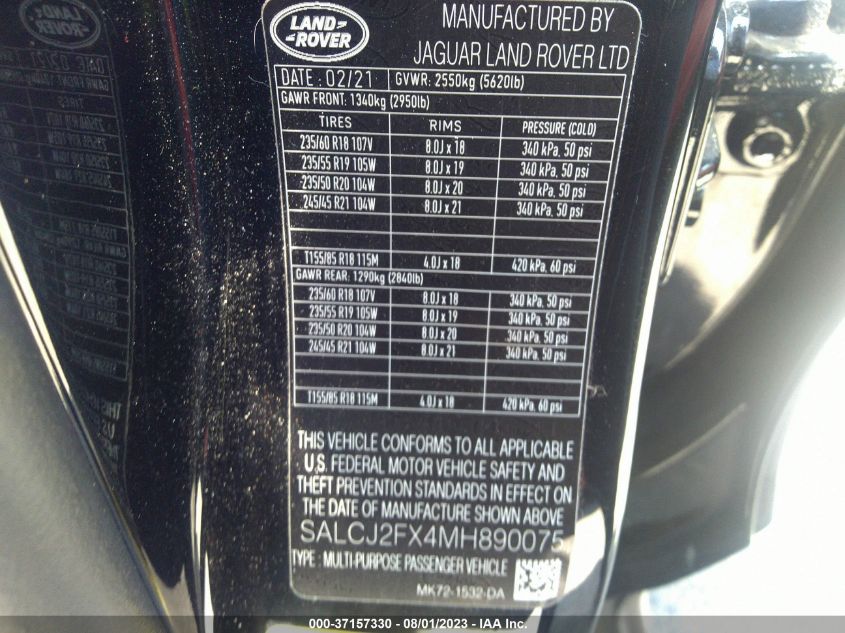 LAND
ROVER
MANUFACTURED BY
JAGUAR LAND ROVER LTD
DATE: 02/21 GVWR: 2550kg (5620lb)
GAWR FRONT: 1340kg (2950lb)
TIRES RIMS PRESSURE (COLD)
235/60 R18 107V 8.0J x 18 340 kPa, 50 psi
235/55 R19 105W 8.0J x 19 340 kPa, 50 psi
235/50 R20 104W 8.0J x 20 340 kPa, 50 psi
245/45 R21 104W 8.0J x 21 340 kPa, 50 psi
T155/85 R18 115M 4.0J x 18 420 kPa, 60 psi
GAWR REAR: 1290kg (2840lb)
235/60 R18 107V 8.0J x 18 340 kPa, 50 psi
235/55 R19 105W 8.0J x 19 340 kPa, 50 psi
235/50 R20 104W 8.0J x 20 340 kPa, 50 psi
245/45 R21 104W 8.0J x 21 340 kPa, 50 psi
T155/85 R18 115M 4.0J x 18 420 kPa, 60 psi
THIS VEHICLE CONFORMS TO ALL APPLICABLE
U.S. FEDERAL MOTOR VEHICLE SAFETY AND
THEFT PREVENTION STANDARDS IN EFFECT ON
THE DATE OF MANUFACTURE SHOWN ABOVE
SALCJ2FX4MH890075
TYPE: MULTI-PURPOSE PASSENGER VEHICLE
MK72-1532-DA
000-37157330 - 08/01/2023 - IAA Inc.